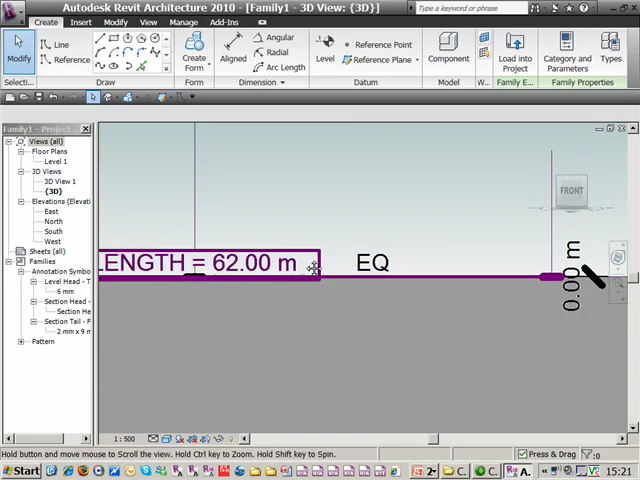 Autodesk Revit Architecture 2010 - [Family1 - 3D View: {3D}]
Type a keyword or phrase
Create Insert Modify View Manage Add-Ins
Modify
Line
Reference
Create Form
Aligned
Angular
Radial
Arc Length
Level
Reference Point
Reference Plane
Component
Load into Project
Category and Parameters
Types
Selecti...
Draw
Form
Dimension
Datum
Model
W...
Family E...
Family Properties
Family1 - Project
Views (all)
Floor Plans
Level 1
3D Views
3D View 1
{3D}
Elevations (Elevati
East
North
South
West
Sheets (all)
Families
Annotation Symbo
Level Head - I
6 mm
Section Head -
Section He
Section Tail - F
2 mm x 9 m
Pattern
FRONT
LENGTH = 62.00 m
EQ
0.00 m
1 : 500
Hold button and move mouse to Scroll the view. Hold Ctrl key to Zoom. Hold Shift key to Spin.
Press & Drag
:0
Start
2
C.
C.
A.
15:21